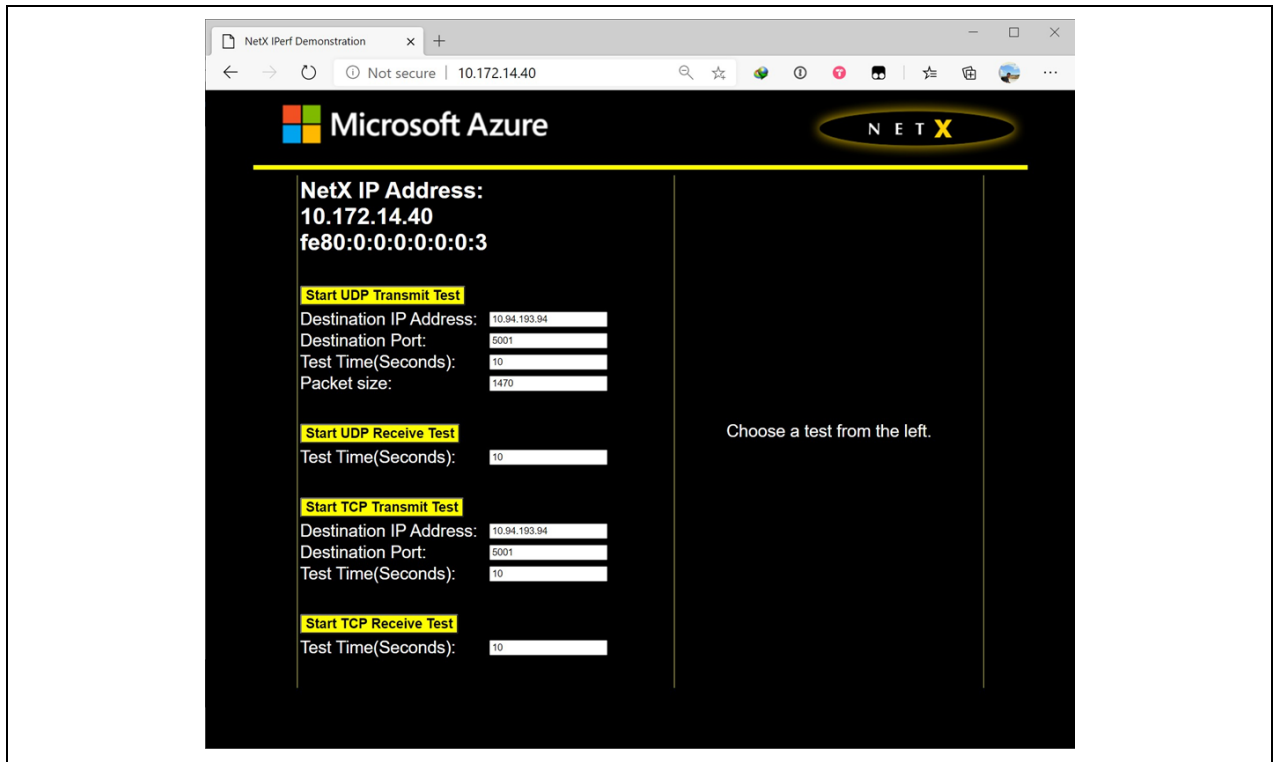 NetX IPerf Demonstration
Not secure | 10.172.14.40
Microsoft Azure
NETX
NetX IP Address:
10.172.14.40
fe80:0:0:0:0:0:0:3
Start UDP Transmit Test
Destination IP Address: 10.94.193.94
Destination Port: 5001
Test Time(Seconds): 10
Packet size: 1470
Start UDP Receive Test
Test Time(Seconds): 10
Choose a test from the left.
Start TCP Transmit Test
Destination IP Address: 10.94.193.94
Destination Port: 5001
Test Time(Seconds): 10
Start TCP Receive Test
Test Time(Seconds): 10